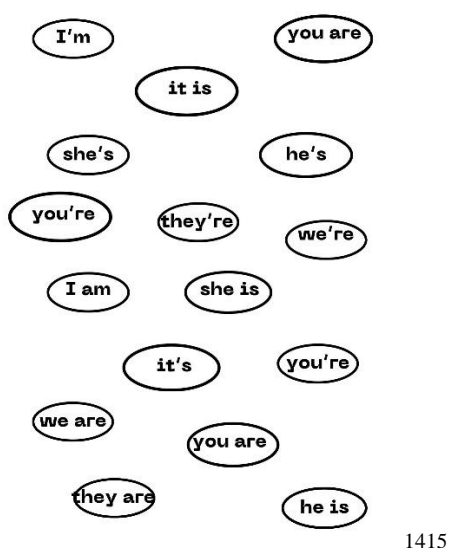 I'm
you are
it is
she's
he's
you're
they're
we're
I am
she is
it's
you're
we are
you are
they are
he is
1415